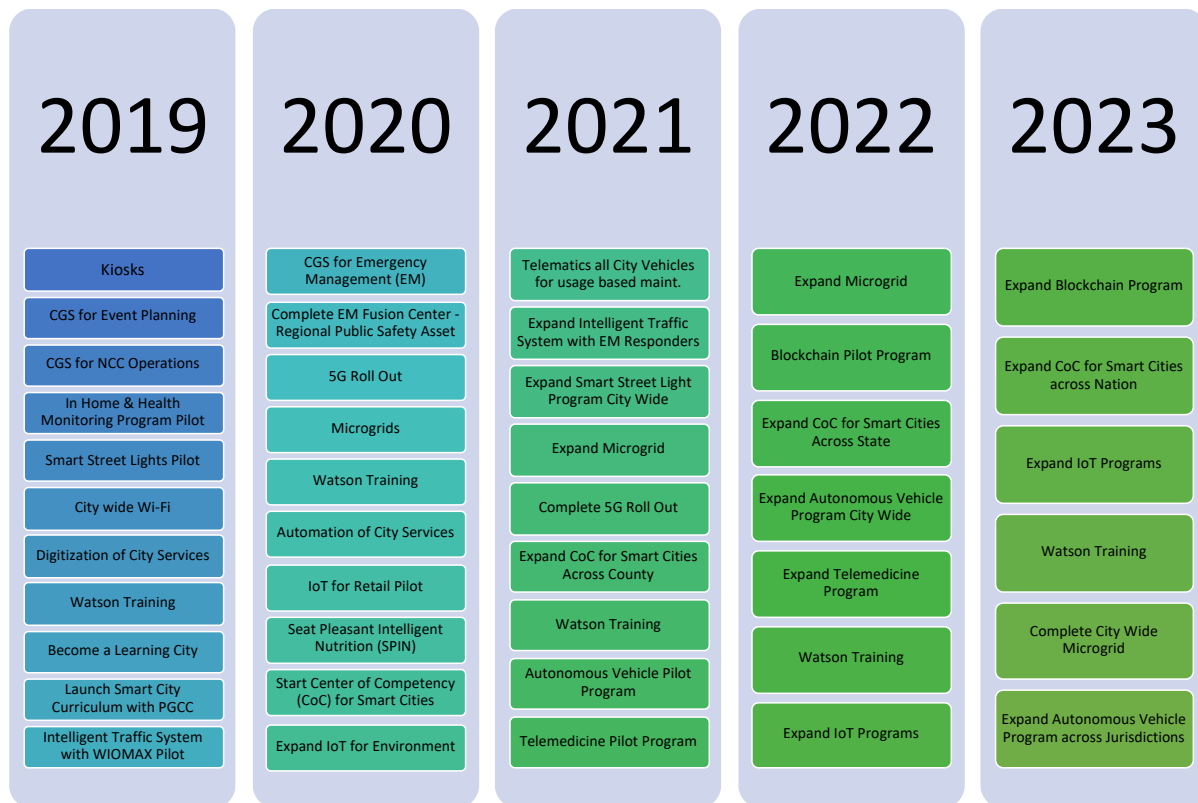 2019
Kiosks
CGS for Event Planning
CGS for NCC Operations
In Home & Health
Monitoring Program Pilot
Smart Street Lights Pilot
City wide Wi-Fi
Digitization of City Services
Watson Training
Become a Learning City
Launch Smart City
Curriculum with PGCC
Intelligent Traffic System
with WIOMAX Pilot
2020
CGS for Emergency
Management (EM)
Complete EM Fusion Center -
Regional Public Safety Asset
5G Roll Out
Microgrids
Watson Training
Automation of City Services
IoT for Retail Pilot
Seat Pleasant Intelligent
Nutrition (SPIN)
Start Center of Competency
(CoC) for Smart Cities
Expand IoT for Environment
2021
Telematics all City Vehicles
for usage based maint.
Expand Intelligent Traffic
System with EM Responders
Expand Smart Street Light
Program City Wide
Expand Microgrid
Complete 5G Roll Out
Expand CoC for Smart Cities
Across County
Watson Training
Autonomous Vehicle Pilot
Program
Telemedicine Pilot Program
2022
Expand Microgrid
Blockchain Pilot Program
Expand CoC for Smart Cities
Across State
Expand Autonomous Vehicle
Program City Wide
Expand Telemedicine
Program
Watson Training
Expand IoT Programs
2023
Expand Blockchain Program
Expand CoC for Smart Cities
across Nation
Expand IoT Programs
Watson Training
Complete City Wide
Microgrid
Expand Autonomous Vehicle
Program across Jurisdictions